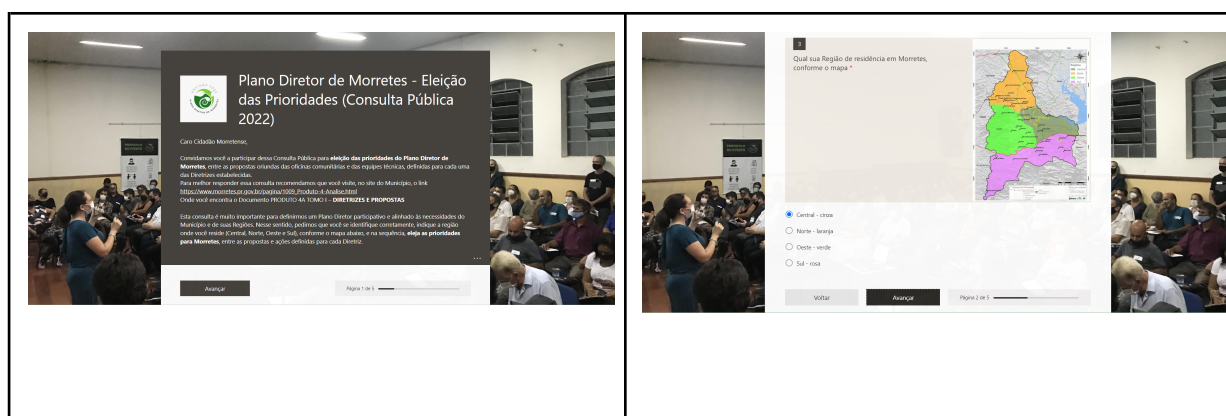 Plano Diretor de Morretes - Eleição
das Prioridades (Consulta Pública
2022)
Caro Cidadão Morretense,
Convidamos você a participar dessa Consulta Pública para eleição das prioridades do Plano Diretor de
Morretes, entre as propostas oriundas das oficinas comunitárias e das equipes técnicas, definidas para cada uma
das Diretrizes estabelecidas.
Para melhor responder essa consulta recomendamos que você visite, no site do Município, o link
https://www.morretes.pr.gov.br/pagina/1009_Produto-4-Analise.html
Onde você encontra o Documento PRODUTO 4A TOMO I – DIRETRIZES E PROPOSTAS
Esta consulta é muito importante para definirmos um Plano Diretor participativo e alinhado às necessidades do
Município e de suas Regiões. Nesse sentido, pedimos que você se identifique corretamente, indique a região
onde você reside (Central, Norte, Oeste e Sul), conforme o mapa abaixo, e na sequência, eleja as prioridades
para Morretes, entre as propostas e ações definidas para cada Diretriz.
...
Avançar
Página 1 de 5
3
Qual sua Região de residência em Morretes,
conforme o mapa *
Central - cinza
Norte - laranja
Oeste - verde
Sul - rosa
Voltar
Avançar
Página 2 de 5